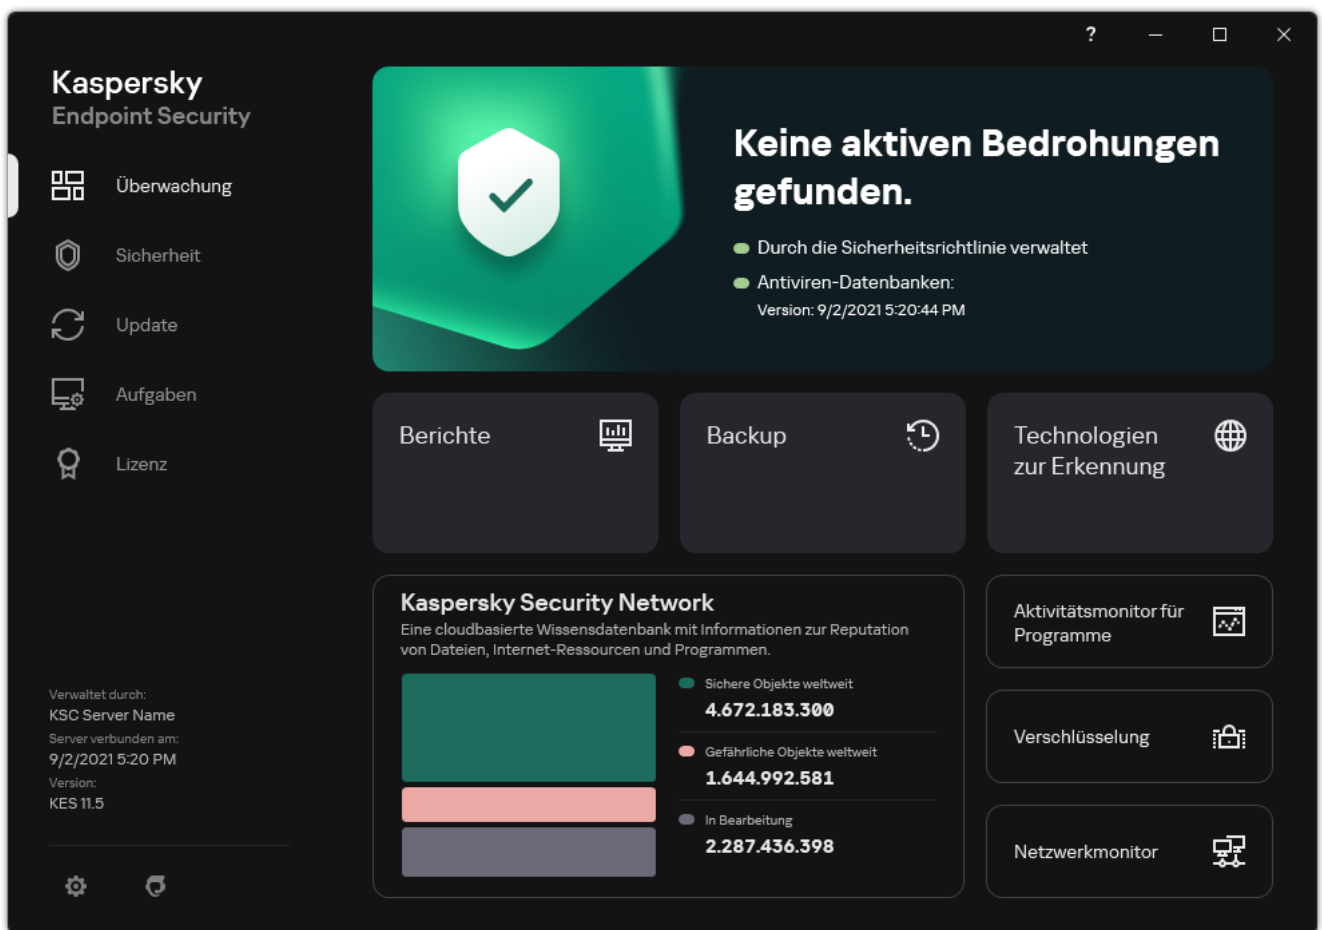 ?
Kaspersky
Endpoint Security
Überwachung
Sicherheit
Update
Aufgaben
Lizenz
Verwaltet durch:
KSC Server Name
Server verbunden am:
9/2/2021 5:20 PM
Version:
KES 11.5
Keine aktiven Bedrohungen
gefunden.
Durch die Sicherheitsrichtlinie verwaltet
Antiviren-Datenbanken:
Version: 9/2/2021 5:20:44 PM
Berichte
Backup
Technologien
zur Erkennung
Kaspersky Security Network
Eine cloudbasierte Wissensdatenbank mit Informationen zur Reputation
von Dateien, Internet-Ressourcen und Programmen.
Sichere Objekte weltweit
4.672.183.300
Gefährliche Objekte weltweit
1.644.992.581
In Bearbeitung
2.287.436.398
Aktivitätsmonitor für
Programme
Verschlüsselung
Netzwerkmonitor